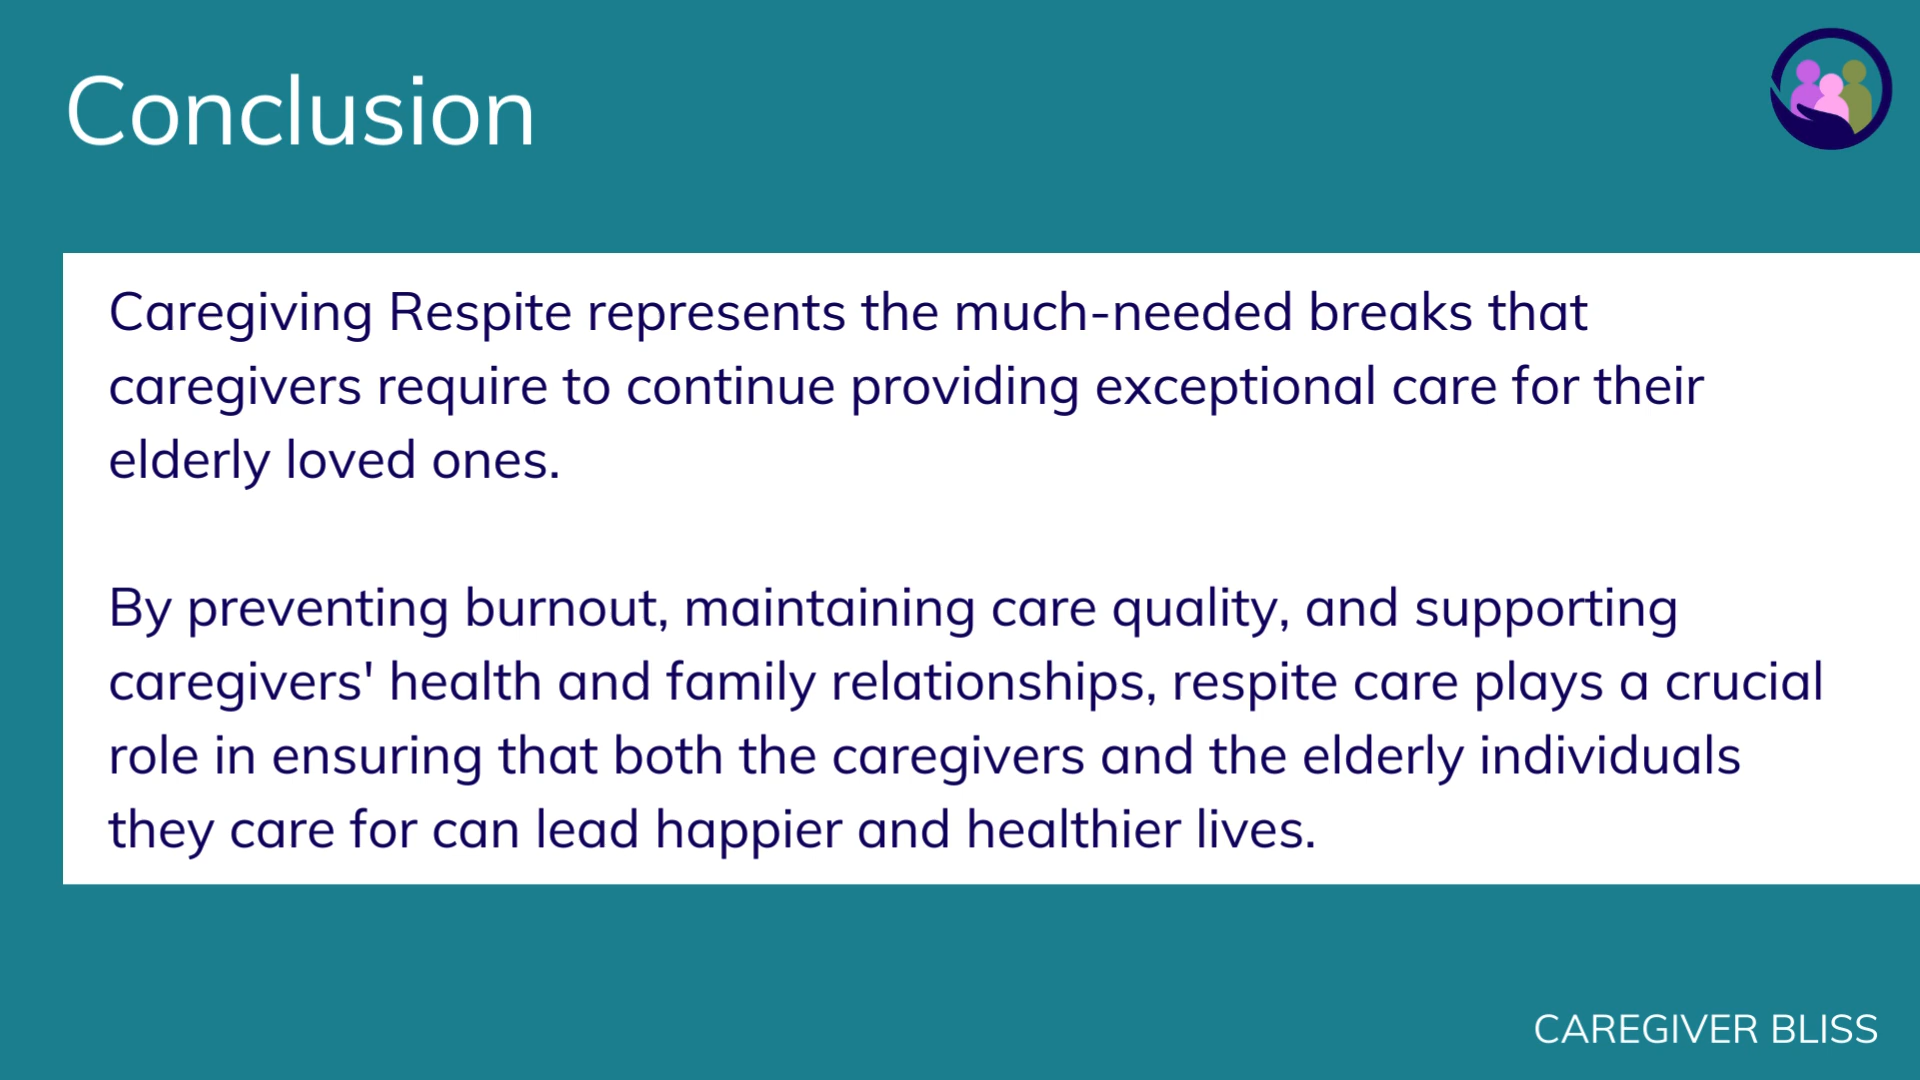 Conclusion
Caregiving Respite represents the much-needed breaks that
caregivers require to continue providing exceptional care for their
elderly loved ones.
By preventing burnout, maintaining care quality, and supporting
caregivers' health and family relationships, respite care plays a crucial
role in ensuring that both the caregivers and the elderly individuals
they care for can lead happier and healthier lives.
CAREGIVER BLISS